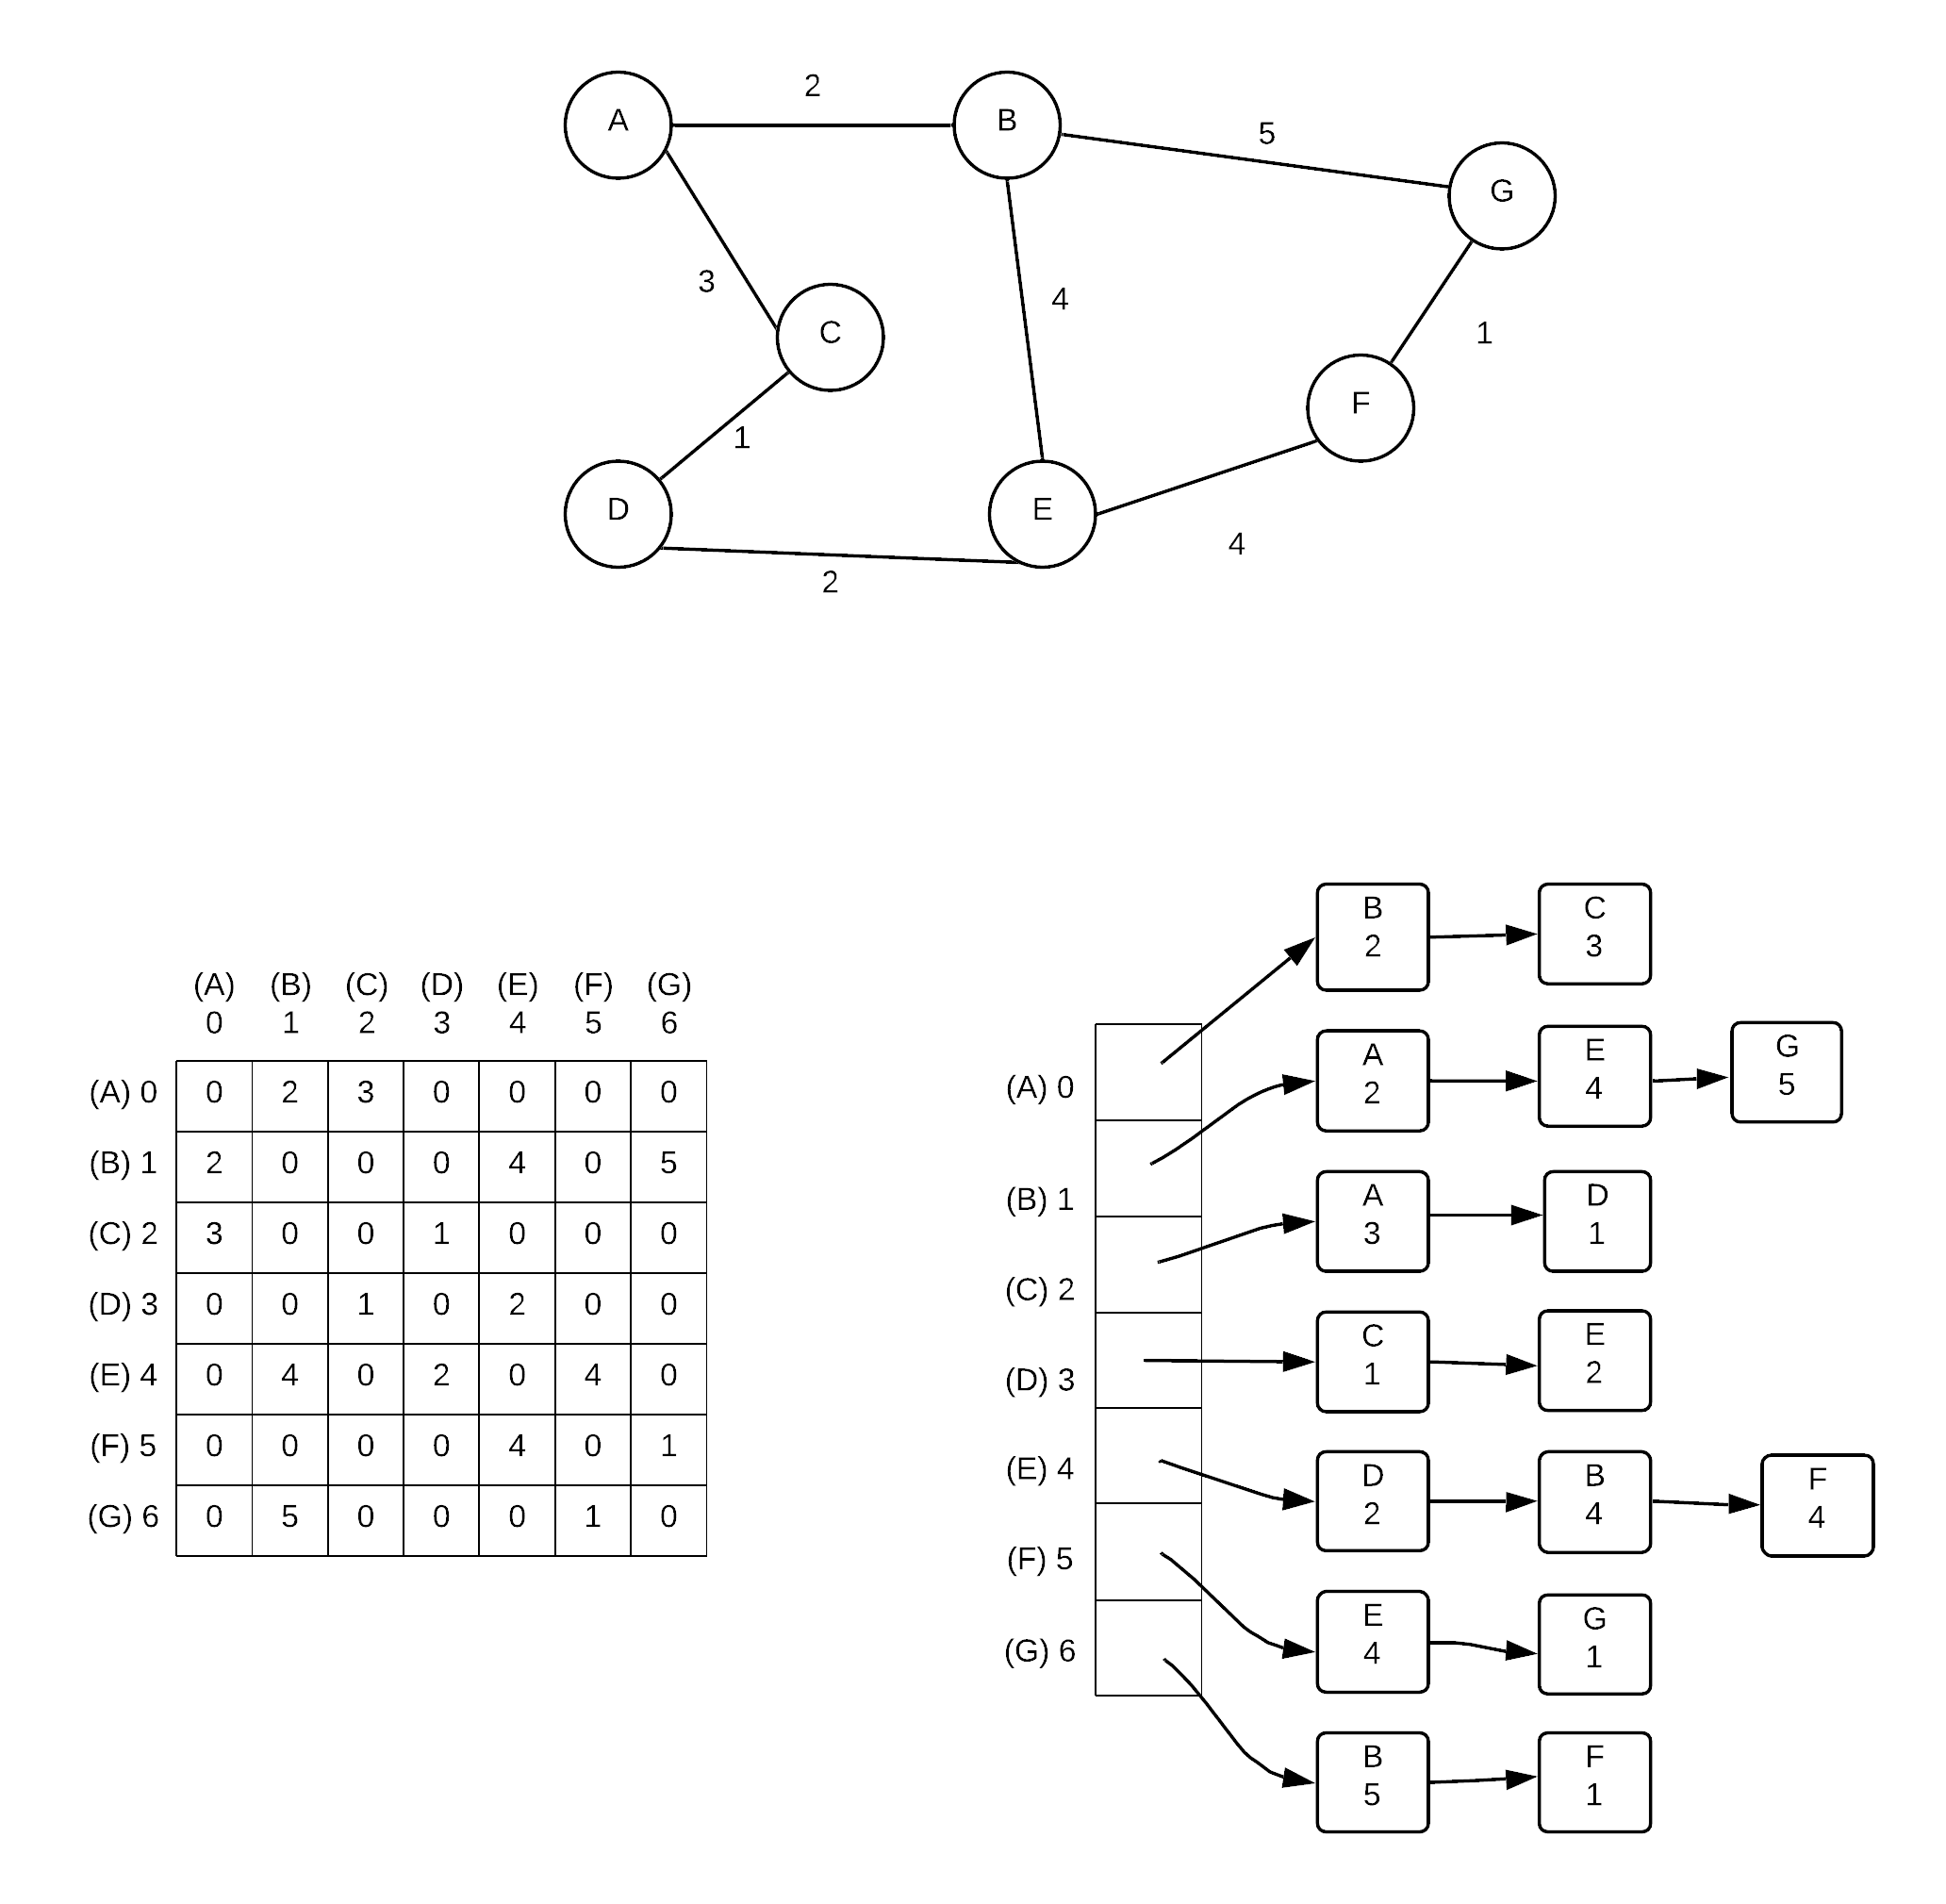 2
A
B
5
G
3
4
C
1
F
1
D
E
4
2
B
2
C
3
(A) (B) (C) (D) (E) (F) (G)
0 1 2 3 4 5 6
(A) 0 0 2 3 0 0 0 0
(B) 1 2 0 0 0 4 0 5
(C) 2 3 0 0 1 0 0 0
(D) 3 0 0 1 0 2 0 0
(E) 4 0 4 0 2 0 4 0
(F) 5 0 0 0 0 4 0 1
(G) 6 0 5 0 0 0 1 0
(A) 0
A
2
E
4
G
5
(B) 1
A
3
D
1
(C) 2
C
1
E
2
(D) 3
D
2
B
4
F
4
(E) 4
(F) 5
E
4
G
1
(G) 6
B
5
F
1